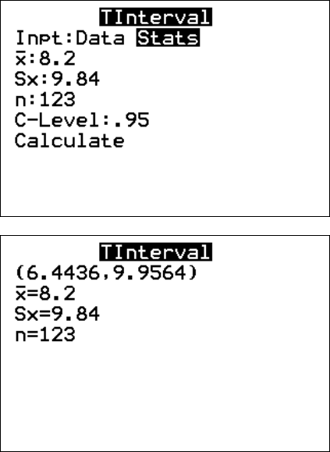 TInterval
Inpt:Data Stats
x̄:8.2
Sx:9.84
n:123
C-Level:.95
Calculate
TInterval
(6.4436,9.9564)
x̄=8.2
Sx=9.84
n=123